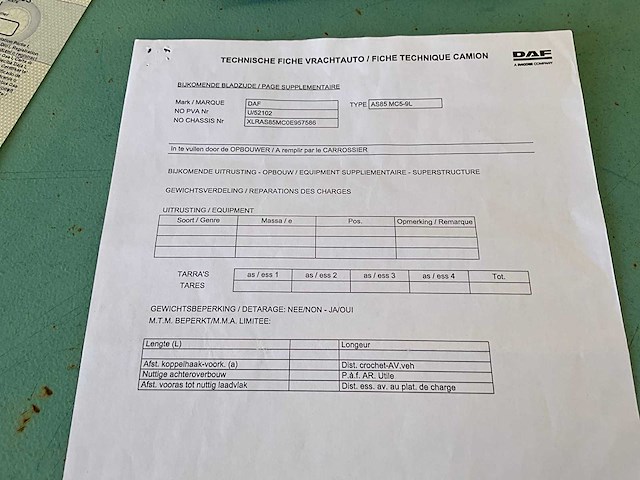 TECHNISCHE FICHE VRACHTAUTO / FICHE TECHNIQUE CAMION
DAF
A PACCAR COMPANY
BIJKOMENDE BLADZUDE / PAGE SUPPLEMENTAIRE
Mark / MARQUE DAF TYPE AS85 MC5-9L
NO PVA Nr U/52102
NO CHASSIS Nr XLRAS85MC0E957586
In te vullen door de OPBOUWER / A remplir par le CARROSSIER
BIJKOMENDE UITRUSTING - OPBOUW / EQUIPMENT SUPPLIEMENTAIRE - SUPERSTRUCTURE
GEWICHTSVERDELING / REPARATIONS DES CHARGES
UITRUSTING / EQUIPMENT
Soort / Genre Massa / e Pos. Opmerking / Remarque
TARRA'S as / ess 1 as / ess 2 as / ess 3 as / ess 4 Tot.
TARES
GEWICHTSBEPERKING / DETARAGE: NEE/NON - JA/OUI
M.T.M. BEPERKT/M.M.A. LIMITEE:
Lengte (L) Longeur
Afst. koppelhaak-voork. (a) Dist. crochet-AV.veh
Nuttige achteroverbouw P.à.f. AR. Utile
Afst. vooras tot nuttig laadvlak Dist. ess. av. au plat. de charge